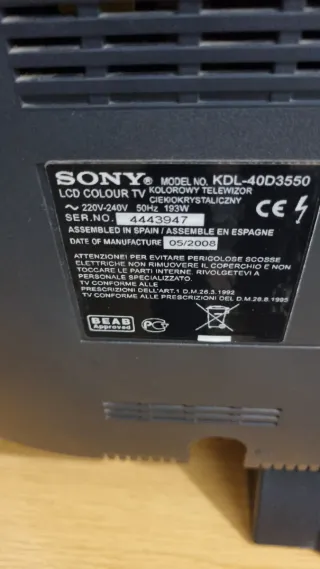 SONY® MODEL NO. KDL-40D3550
LCD COLOUR TV KOLOROWY TELEWIZOR
CIEKŁOKRYSTALICZNY
~ 220V-240V 50Hz 193W
CE
SER.NO. 4443947
ASSEMBLED IN SPAIN / ASSEMBLE EN ESPAGNE
DATE OF MANUFACTURE 05/2008
ATTENZIONE! PER EVITARE PERIGOLOSE SCOSSE
ELETTRICHE NON RIMUOVERE IL COPERCHIO E NON
TOCCARE LE PARTI INTERNE. RIVOLGETEVI A
PERSONALE SPECIALIZZATO.
TV CONFORME ALLE
PRESCRIZIONI DELL'ART.1 D.M.26.3.1992
TV CONFORME ALLE PRESCRIZIONI DEL D.M.26.8.1995
BEAB
Approved